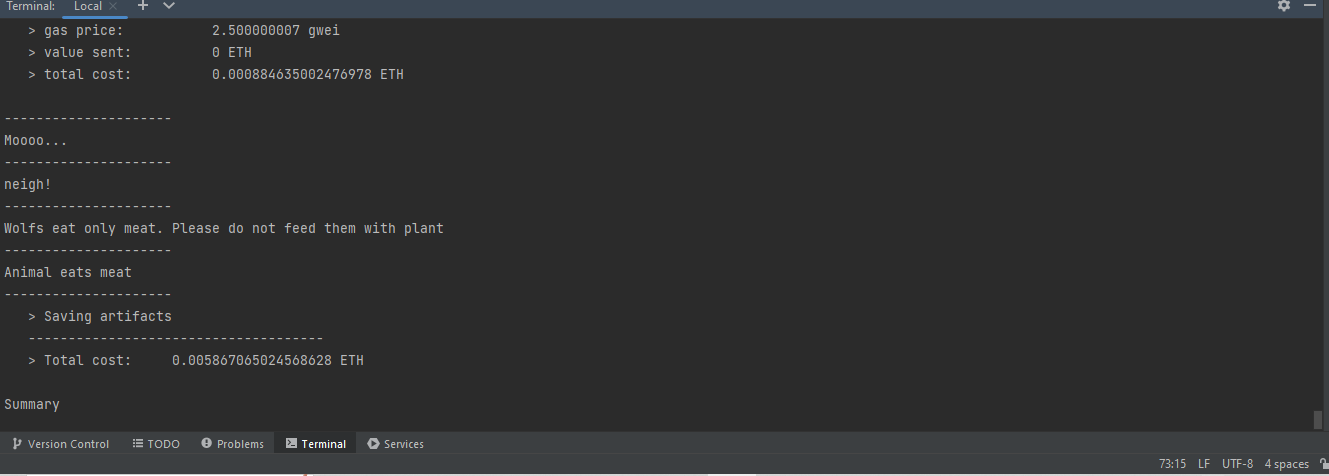 Terminal: Local
> gas price: 2.500000007 gwei
> value sent: 0 ETH
> total cost: 0.000884635002476978 ETH
---------------------
Moooo...
---------------------
neigh!
---------------------
Wolfs eat only meat. Please do not feed them with plant
---------------------
Animal eats meat
---------------------
> Saving artifacts
-------------------------------------
> Total cost: 0.005867065024568628 ETH
Summary
Version Control TODO Problems Terminal Services
73:15 LF UTF-8 4 spaces